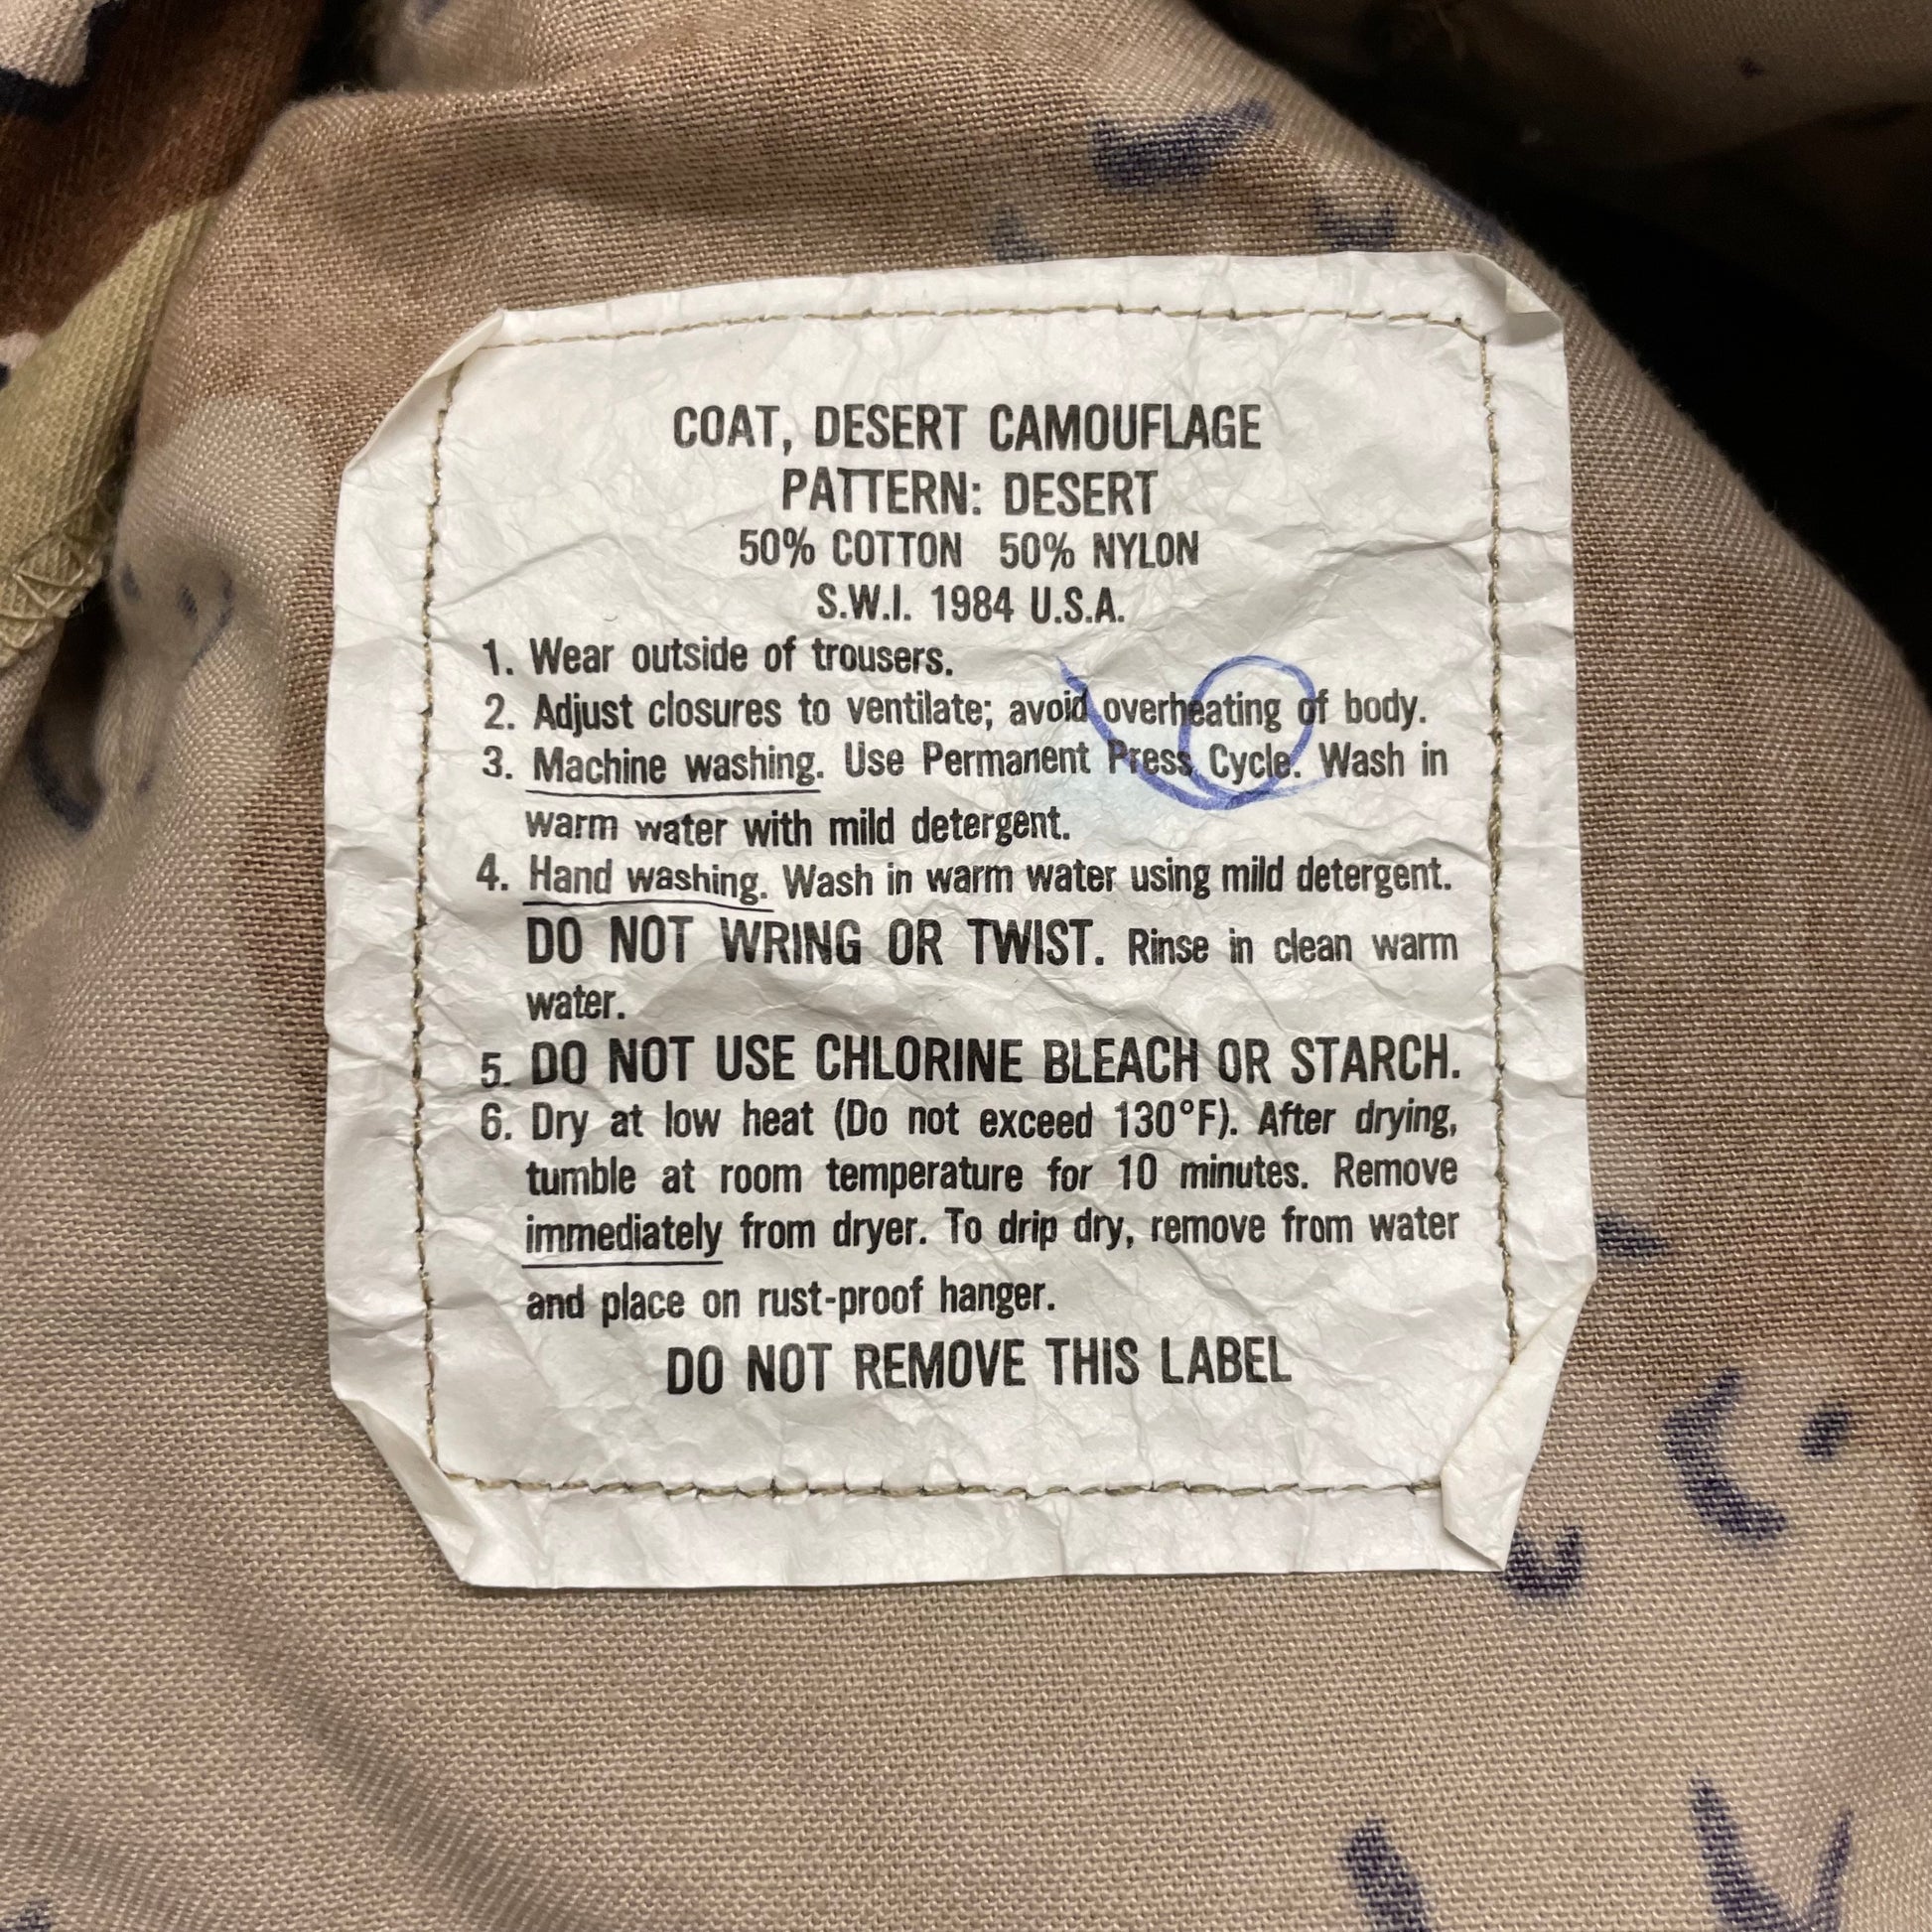 COAT, DESERT CAMOUFLAGE
PATTERN: DESERT
50% COTTON 50% NYLON
S.W.I. 1984 U.S.A.
1. Wear outside of trousers.
2. Adjust closures to ventilate; avoid overheating of body.
3. Machine washing. Use Permanent Press Cycle. Wash in
warm water with mild detergent.
4. Hand washing. Wash in warm water using mild detergent.
DO NOT WRING OR TWIST. Rinse in clean warm
water.
5. DO NOT USE CHLORINE BLEACH OR STARCH.
6. Dry at low heat (Do not exceed 130°F). After drying,
tumble at room temperature for 10 minutes. Remove
immediately from dryer. To drip dry, remove from water
and place on rust-proof hanger.
DO NOT REMOVE THIS LABEL